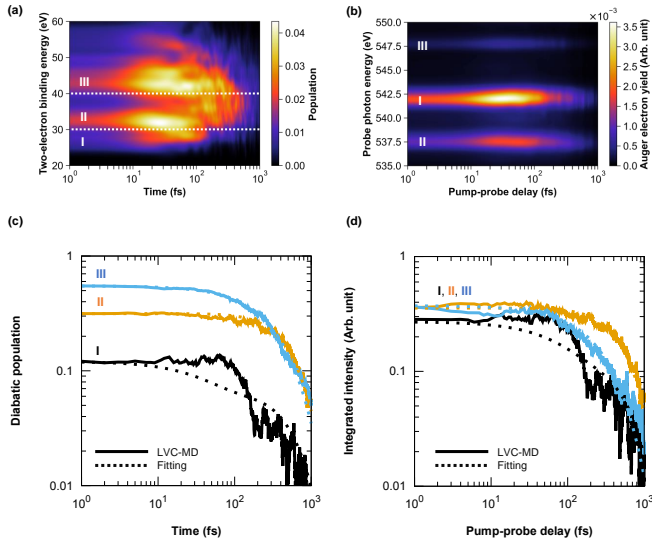 (a)
Two-electron binding energy (eV)
60
50
40
30
20
III
II
I
10⁰
10¹
10²
10³
Time (fs)
0.04
0.03
0.02
0.01
0.00
Population
(b)
Probe photon energy (eV)
550.0
547.5
545.0
542.5
540.0
537.5
535.0
III
I
II
10⁰
10¹
10²
10³
Pump-probe delay (fs)
×10⁻³
3.5
3.0
2.5
2.0
1.5
1.0
0.5
0.0
Auger electron yield (Arb. unit)
(c)
Diabatic population
1
0.1
0.01
III
II
I
LVC-MD
Fitting
10⁰
10¹
10²
10³
Time (fs)
(d)
Integrated intensity (Arb. unit)
1
0.1
0.01
I, II, III
LVC-MD
Fitting
10⁰
10¹
10²
10³
Pump-probe delay (fs)